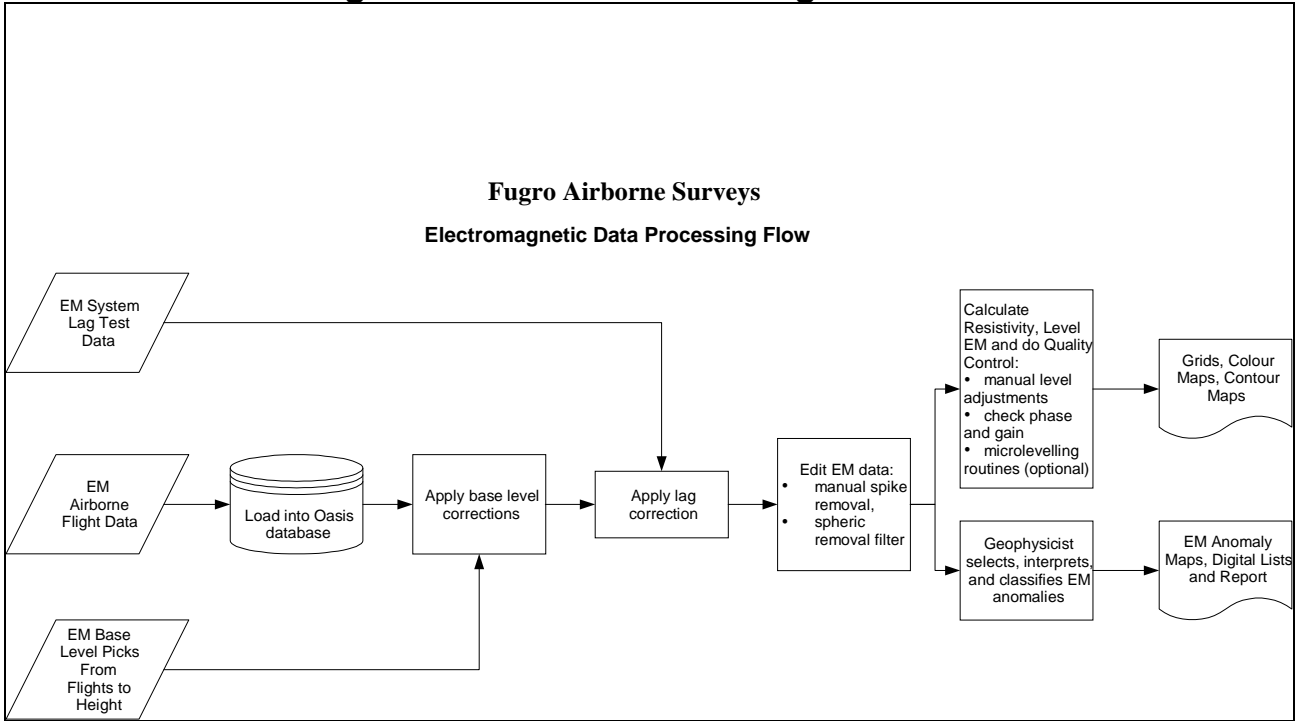 Fugro Airborne Surveys
Electromagnetic Data Processing Flow
EM System
Lag Test
Data
EM
Airborne
Flight Data
EM Base
Level Picks
From
Flights to
Height
Load into Oasis
database
Apply base level
corrections
Apply lag
correction
Edit EM data:
• manual spike
removal,
• spheric
removal filter
Calculate
Resistivity, Level
EM and do Quality
Control:
• manual level
adjustments
• check phase
and gain
• microlevelling
routines (optional)
Geophysicist
selects, interprets,
and classifies EM
anomalies
Grids, Colour
Maps, Contour
Maps
EM Anomaly
Maps, Digital Lists
and Report